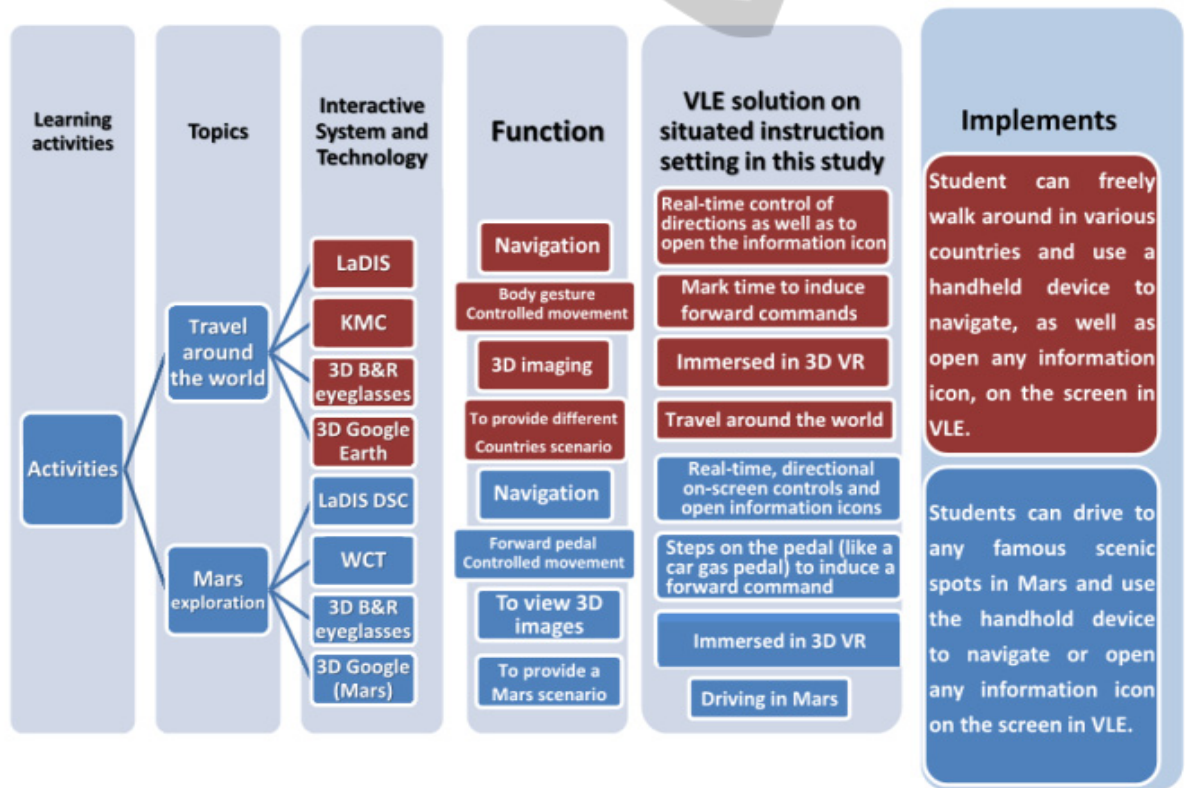 Learning
activities
Activities
Topics
Travel
around
the world
Mars
exploration
Interactive
System and
Technology
LaDIS
KMC
3D B&R
eyeglasses
3D Google
Earth
LaDIS DSC
WCT
3D B&R
eyeglasses
3D Google
(Mars)
Function
Navigation
Body gesture
Controlled movement
3D imaging
To provide different
Countries scenario
Navigation
Forward pedal
Controlled movement
To view 3D
images
To provide a
Mars scenario
VLE solution on
situated instruction
setting in this study
Real-time control of
directions as well as to
open the information icon
Mark time to induce
forward commands
Immersed in 3D VR
Travel around the world
Real-time, directional
on-screen controls and
open information icons
Steps on the pedal (like a
car gas pedal) to induce a
forward command
Immersed in 3D VR
Driving in Mars
Implements
Student can freely
walk around in various
countries and use a
handheld device to
navigate, as well as
open any information
icon, on the screen in
VLE.
Students can drive to
any famous scenic
spots in Mars and use
the handhold device
to navigate or open
any information icon
on the screen in VLE.